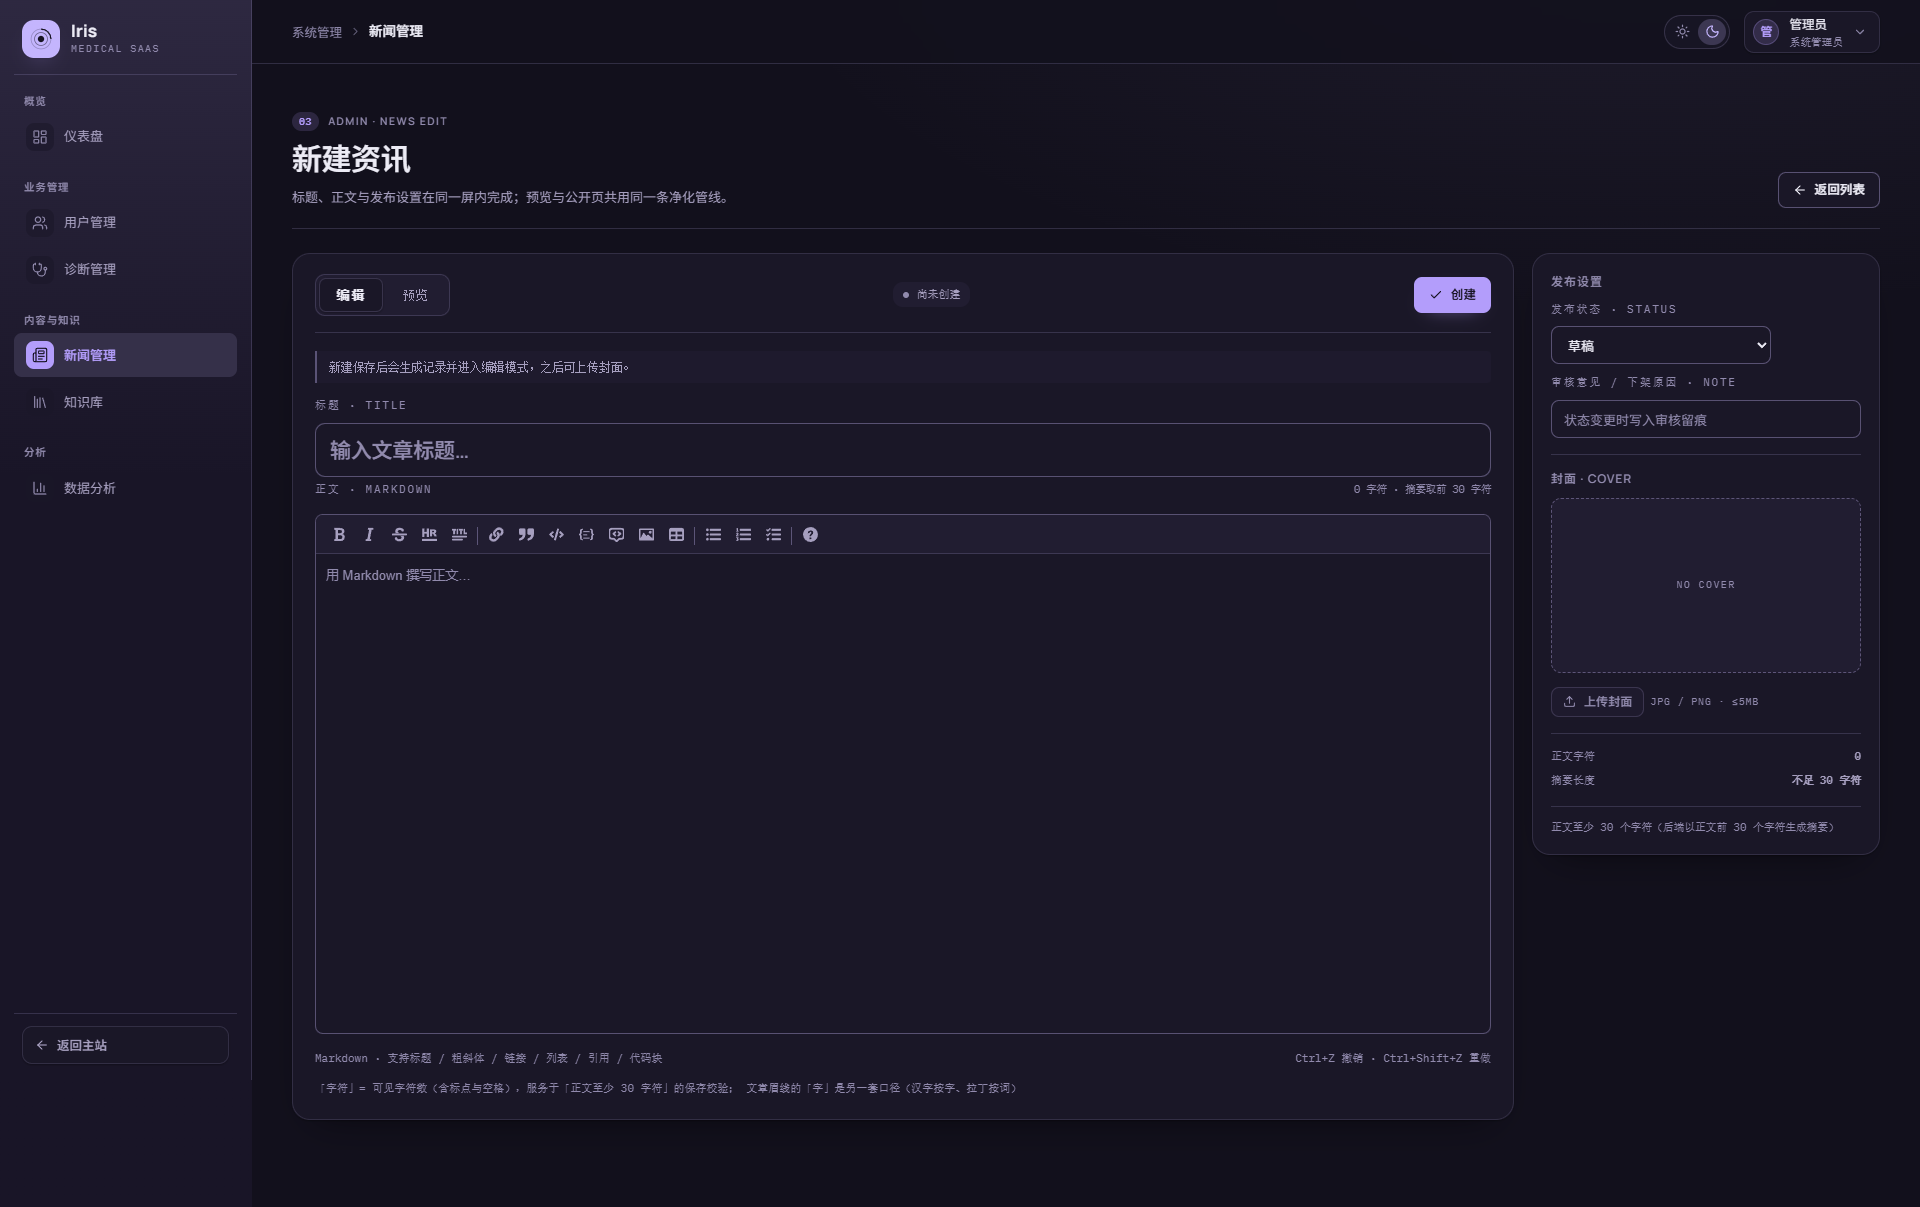 Iris
MEDICAL SAAS
概览
仪表盘
业务管理
用户管理
诊断管理
内容与知识
新闻管理
知识库
分析
数据分析
返回主站
系统管理
新闻管理
管
管理员
系统管理员
03 ADMIN · NEWS EDIT
新建资讯
标题、正文与发布设置在同一屏内完成；预览与公开页共用同一条净化管线。
返回列表
编辑 预览
尚未创建
创建
新建保存后会生成记录并进入编辑模式，之后可上传封面。
标题 · TITLE
输入文章标题…
正文 · MARKDOWN
0 字符 · 摘要取前 30 字符
用 Markdown 撰写正文…
Markdown · 支持标题 / 粗斜体 / 链接 / 列表 / 引用 / 代码块
Ctrl+Z 撤销 · Ctrl+Shift+Z 重做
「字符」= 可见字符数（含标点与空格），服务于「正文至少 30 字符」的保存校验； 文章眉线的「字」是另一套口径（汉字按字、拉丁按词）
发布设置
发布状态 · STATUS
草稿
审核意见 / 下架原因 · NOTE
状态变更时写入审核留痕
封面 · COVER
NO COVER
上传封面
JPG / PNG · ≤5MB
正文字符 0
摘要长度 不足 30 字符
正文至少 30 个字符（后端以正文前 30 个字符生成摘要）